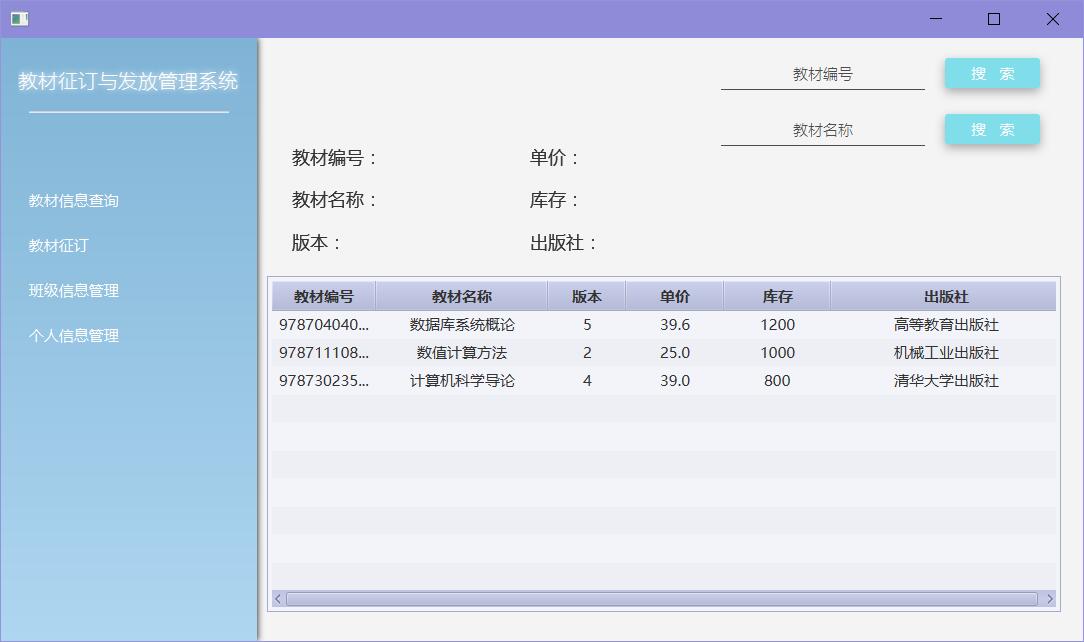 教材征订与发放管理系统
教材信息查询
教材征订
班级信息管理
个人信息管理
教材编号 搜 索
教材名称 搜 索
教材编号： 单价：
教材名称： 库存：
版本： 出版社：
教材编号 教材名称 版本 单价 库存 出版社
978704040... 数据库系统概论 5 39.6 1200 高等教育出版社
978711108... 数值计算方法 2 25.0 1000 机械工业出版社
978730235... 计算机科学导论 4 39.0 800 清华大学出版社